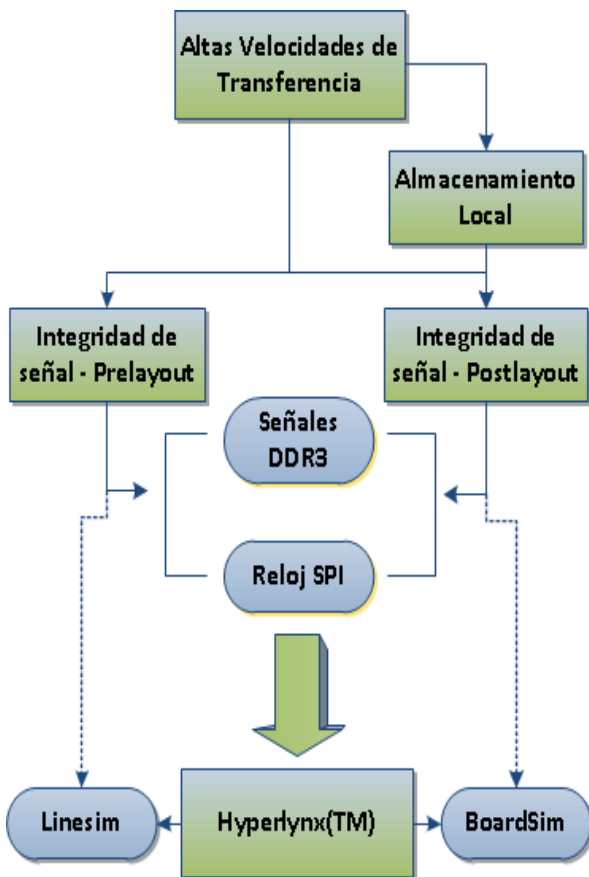 Altas Velocidades de
Transferencia
Almacenamiento
Local
Integridad de
señal - Prelayout
Integridad de
señal - Postlayout
Señales
DDR3
Reloj SPI
Linesim
Hyperlynx(TM)
BoardSim